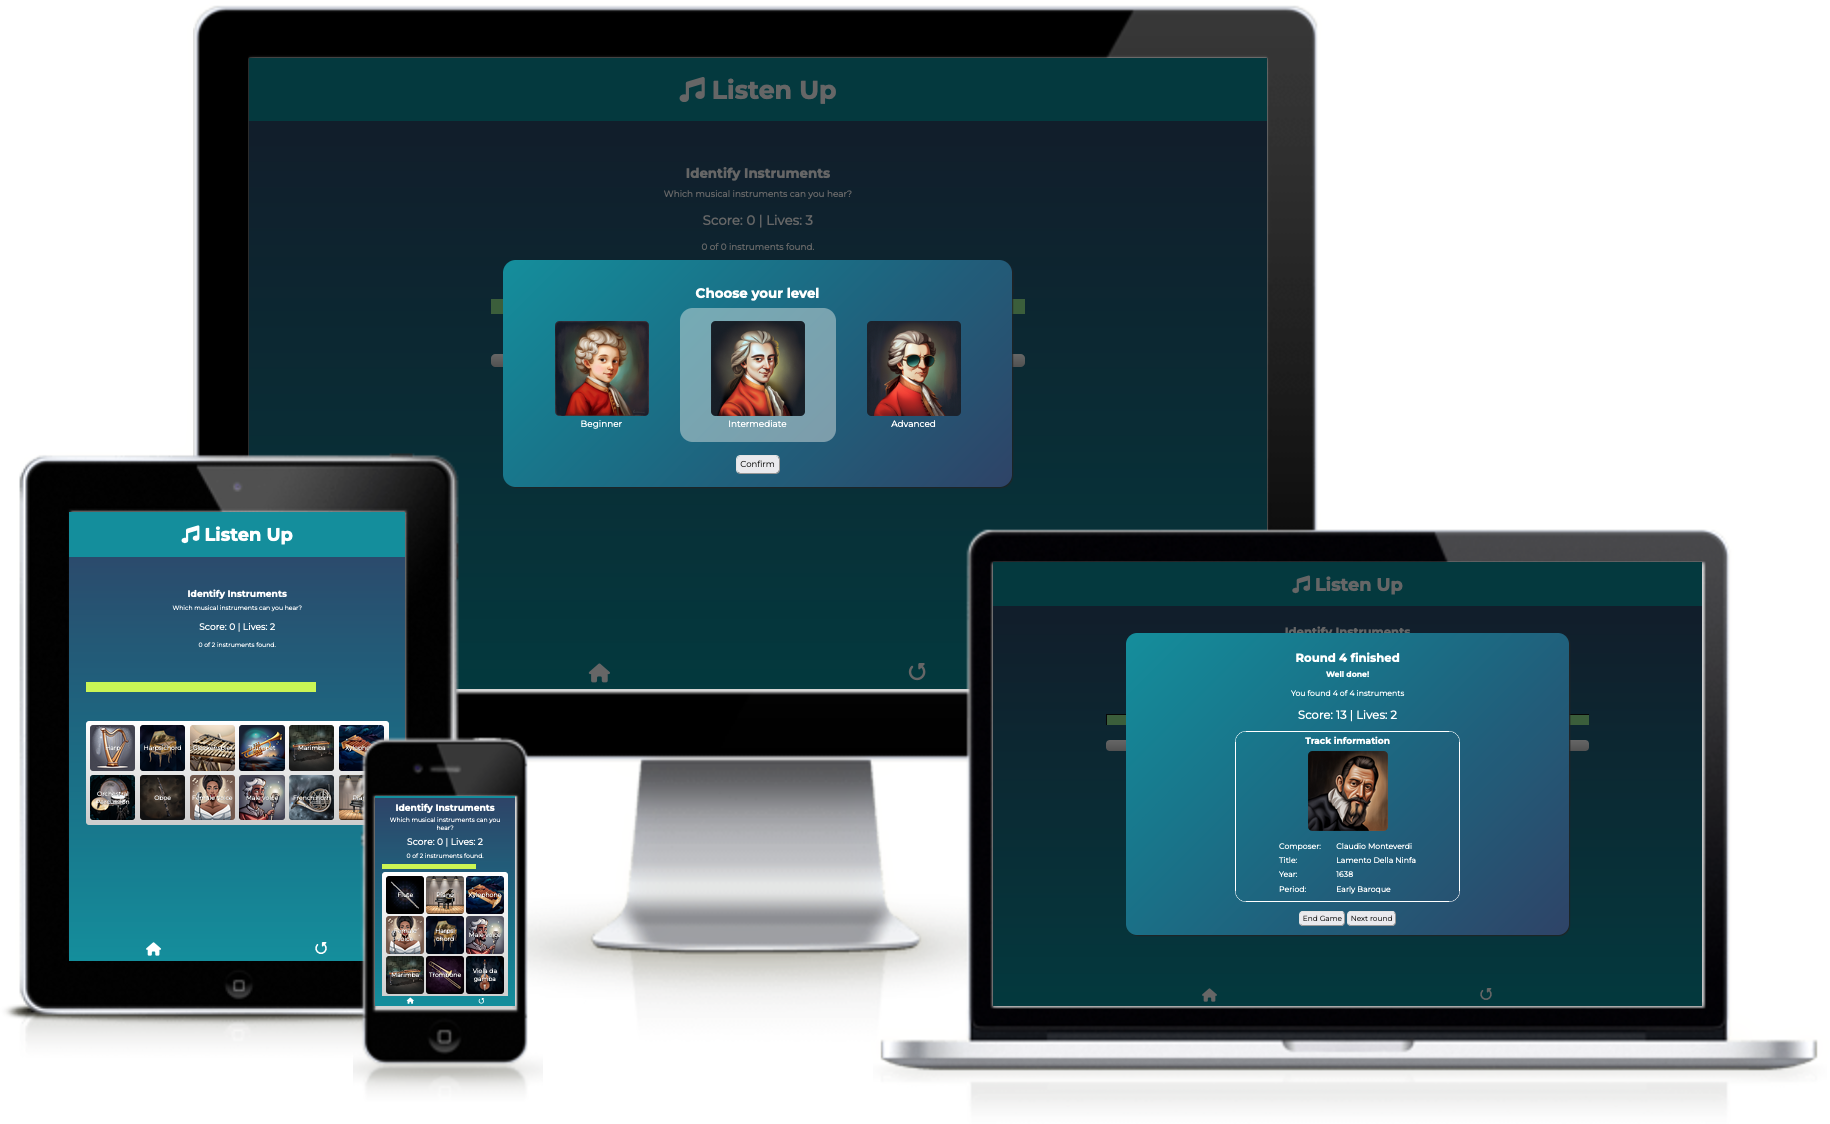 Listen Up
Identify Instruments
Which musical instruments can you hear?
Score: 0 | Lives: 3
0 of 0 instruments found.
Choose your level
Beginner
Intermediate
Advanced
Confirm
Listen Up
Identify Instruments
Which musical instruments can you hear?
Score: 0 | Lives: 2
0 of 2 instruments found.
Harp
Harpsichord
Trumpet
Marimba
Orchestral
Oboe
Female voice
Male voice
French horn
Identify Instruments
Which musical instruments can you
hear?
Score: 0 | Lives: 2
0 of 2 instruments found.
Flute
Piano
Xylophone
Female
voice
Harpsi
chord
Male voice
Marimba
Trombone
Viola da
gamba
Listen Up
Identify Instruments
Round 4 finished
Well done!
You found 4 of 4 instruments
Score: 13 | Lives: 2
Track information
Composer: Claudio Monteverdi
Title: Lamento Della Ninfa
Year: 1638
Period: Early Baroque
End Game
Next round